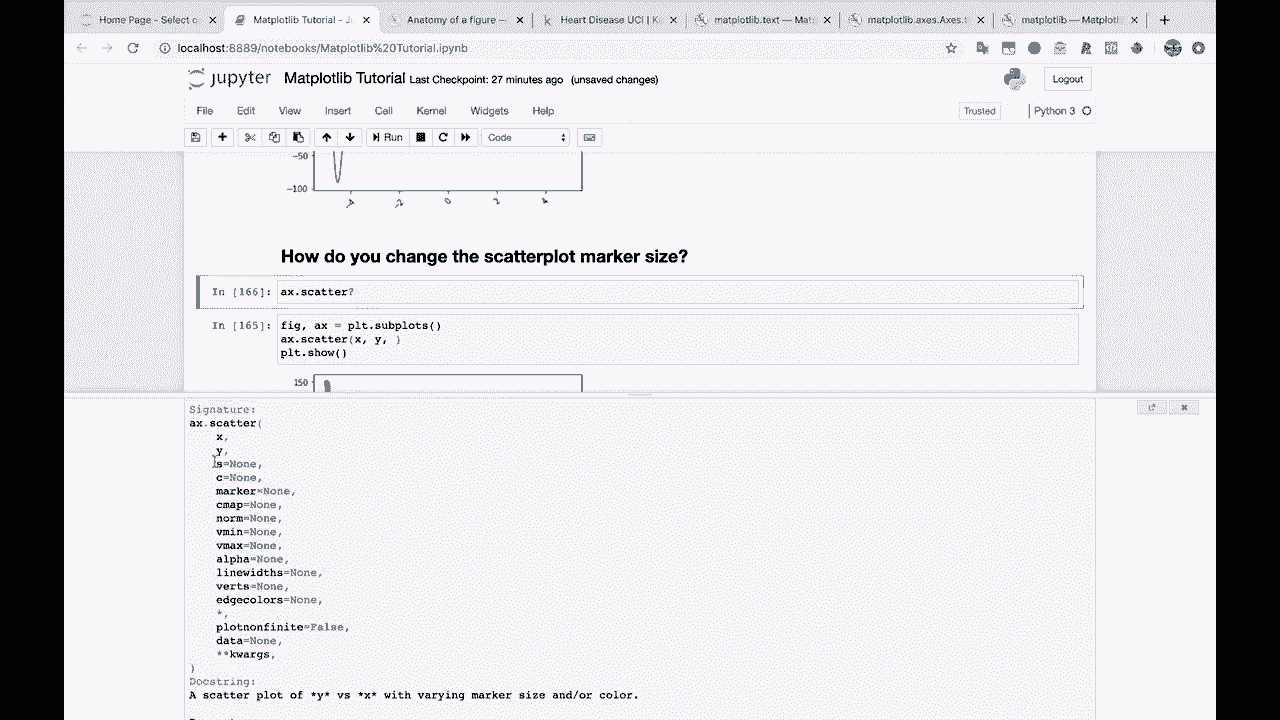 Home Page - Select o
Matplotlib Tutorial - J
Anatomy of a figure —
Heart Disease UCI | K
matplotlib.text — Mat
matplotlib.axes.Axes.t
matplotlib — Matplotl
localhost:8889/notebooks/Matplotlib%20Tutorial.ipynb
jupyter Matplotlib Tutorial Last Checkpoint: 27 minutes ago (unsaved changes)
Logout
File Edit View Insert Cell Kernel Widgets Help
Trusted
Python 3
Run
Code
−50
−100
-4 -2 0 2 4
How do you change the scatterplot marker size?
In [166]: ax.scatter?
In [165]: fig, ax = plt.subplots()
ax.scatter(x, y, )
plt.show()
150
Signature:
ax.scatter(
x,
y,
s=None,
c=None,
marker=None,
cmap=None,
norm=None,
vmin=None,
vmax=None,
alpha=None,
linewidths=None,
verts=None,
edgecolors=None,
*,
plotnonfinite=False,
data=None,
**kwargs,
)
Docstring:
A scatter plot of *y* vs *x* with varying marker size and/or color.